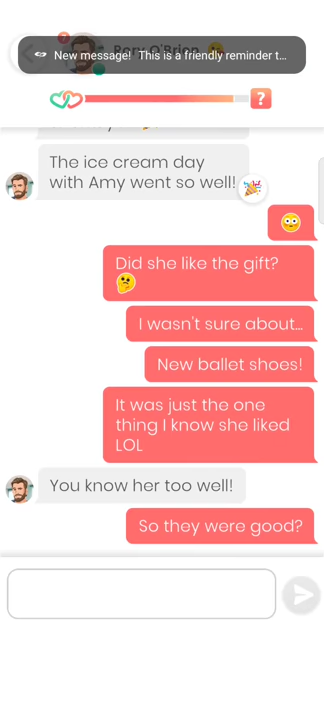 Rory O'Brien
New message! This is a friendly reminder t...
?
The ice cream day
with Amy went so well!
Did she like the gift?
I wasn't sure about...
New ballet shoes!
It was just the one
thing I know she liked
LOL
You know her too well!
So they were good?